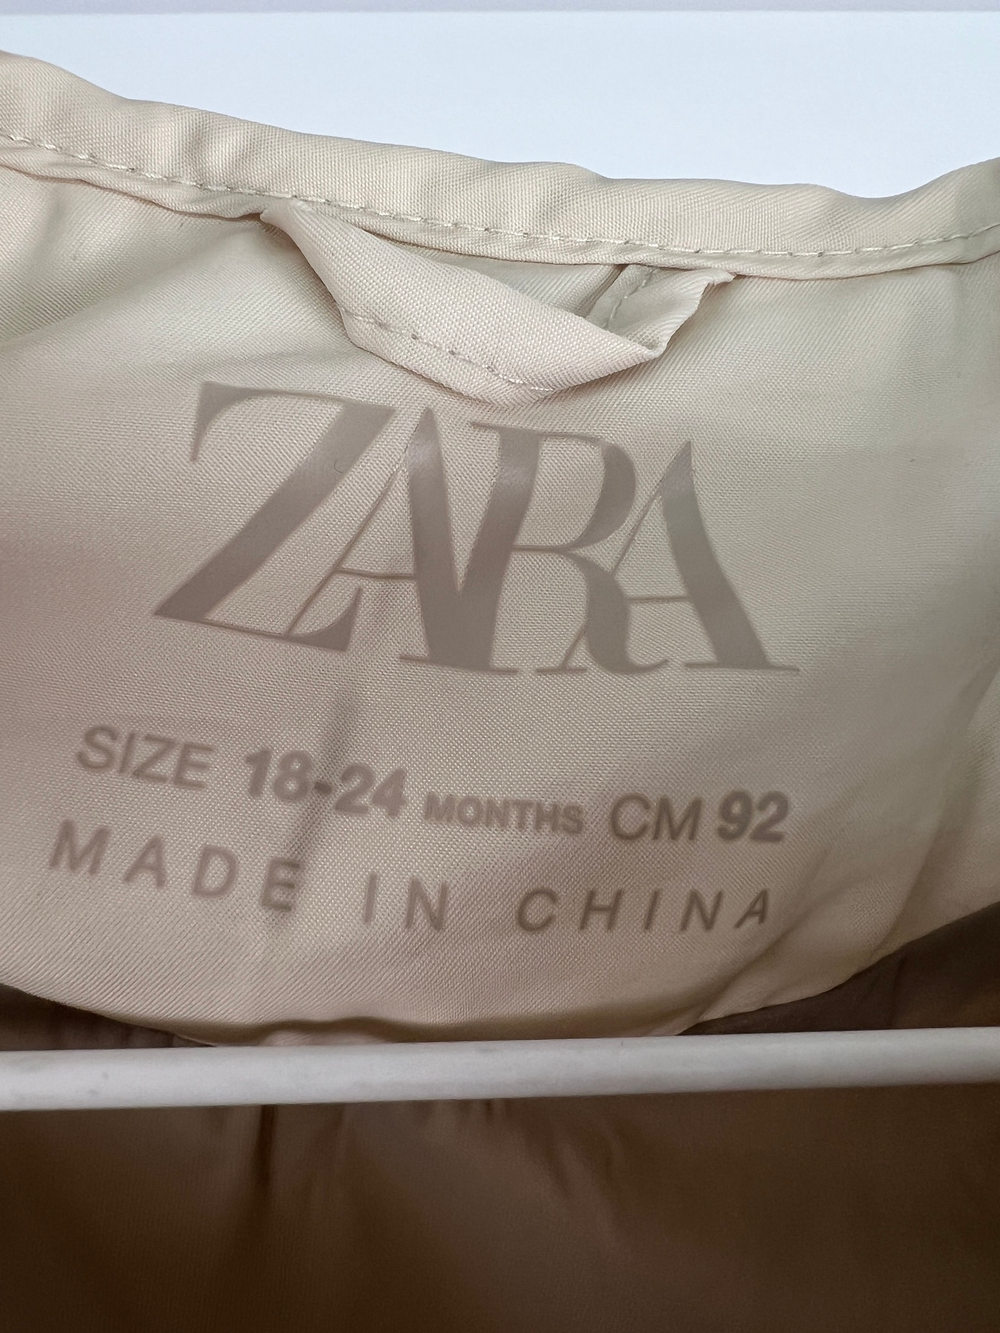 ZARA
SIZE 18-24 MONTHS CM 92
MADE IN CHINA